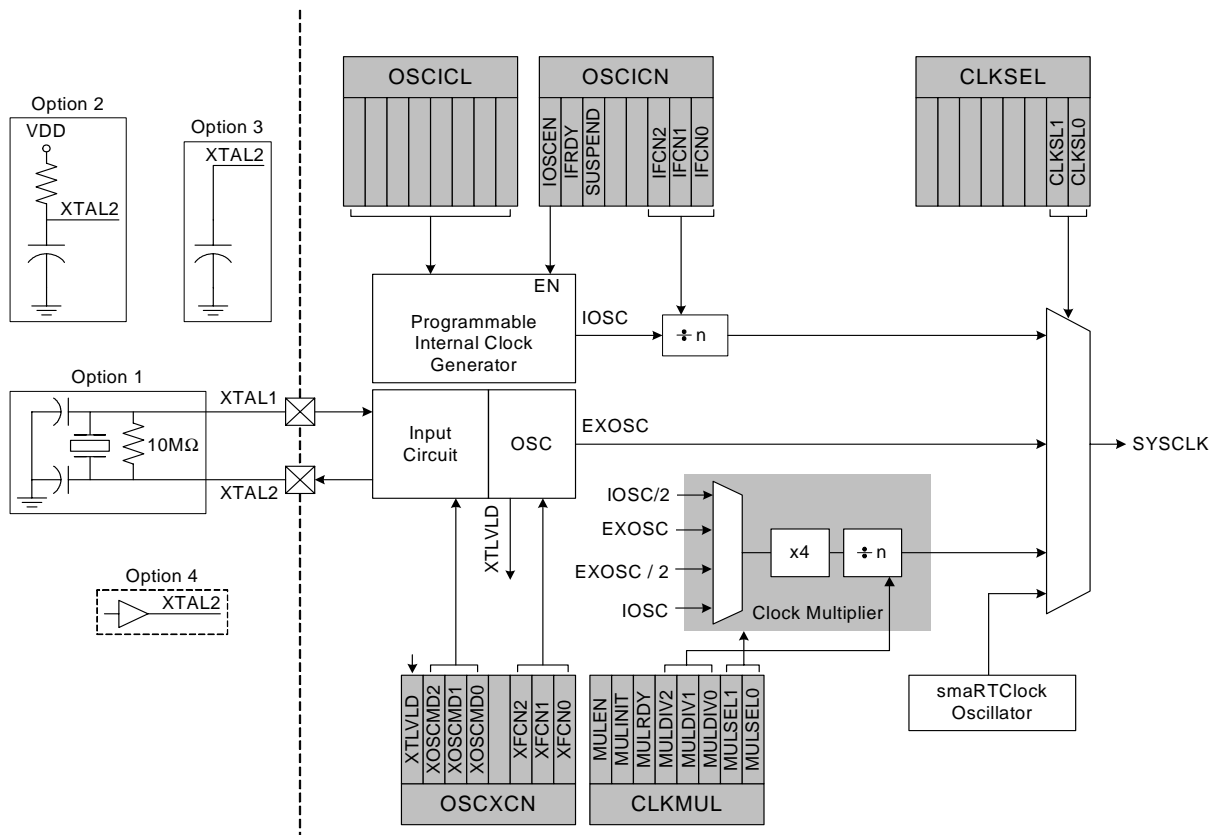 OSCICL
OSCICN
IOSCEN
IFRDY
SUSPEND
IFCN2
IFCN1
IFCN0
CLKSEL
CLKSL1
CLKSL0
Option 2
VDD
XTAL2
Option 3
XTAL2
EN
Programmable
Internal Clock
Generator
IOSC
÷ n
Option 1
10MΩ
XTAL1
XTAL2
Input
Circuit
OSC
EXOSC
XTLVLD
SYSCLK
IOSC/2
EXOSC
EXOSC / 2
IOSC
x4
÷ n
Clock Multiplier
Option 4
XTAL2
smaRTClock
Oscillator
XTLVLD
XOSCMD2
XOSCMD1
XOSCMD0
XFCN2
XFCN1
XFCN0
OSCXCN
MULEN
MULINIT
MULRDY
MULDIV2
MULDIV1
MULDIV0
MULSEL1
MULSEL0
CLKMUL